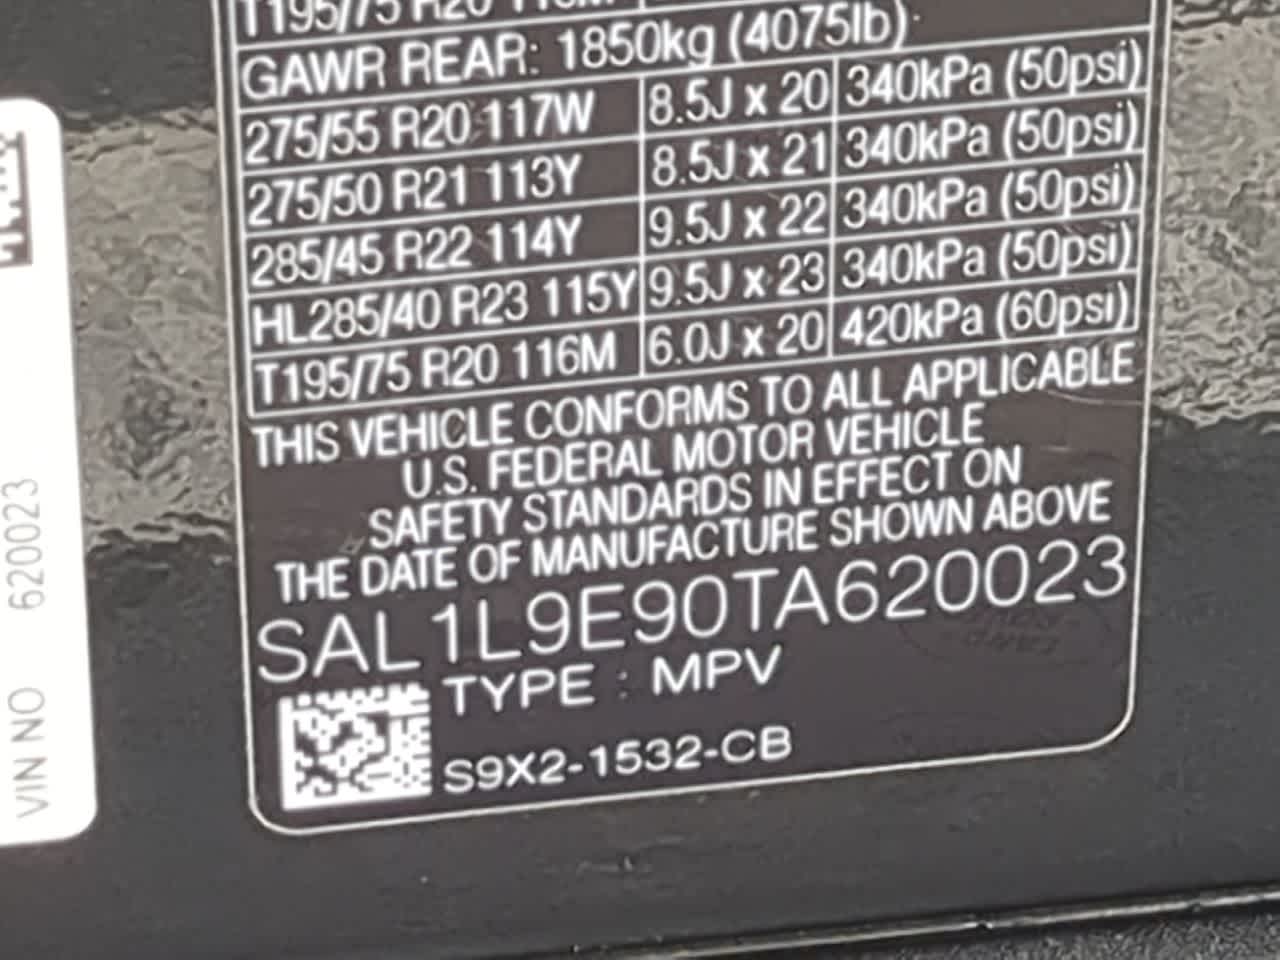 T195/75 R20 116M
GAWR REAR: 1850kg (4075lb)
275/55 R20 117W 8.5J x 20 340kPa (50psi)
275/50 R21 113Y 8.5J x 21 340kPa (50psi)
285/45 R22 114Y 9.5J x 22 340kPa (50psi)
HL285/40 R23 115Y 9.5J x 23 340kPa (50psi)
T195/75 R20 116M 6.0J x 20 420kPa (60psi)
THIS VEHICLE CONFORMS TO ALL APPLICABLE
U.S. FEDERAL MOTOR VEHICLE
SAFETY STANDARDS IN EFFECT ON
THE DATE OF MANUFACTURE SHOWN ABOVE
SAL1L9E90TA620023
TYPE : MPV
S9X2-1532-CB
VIN NO 620023